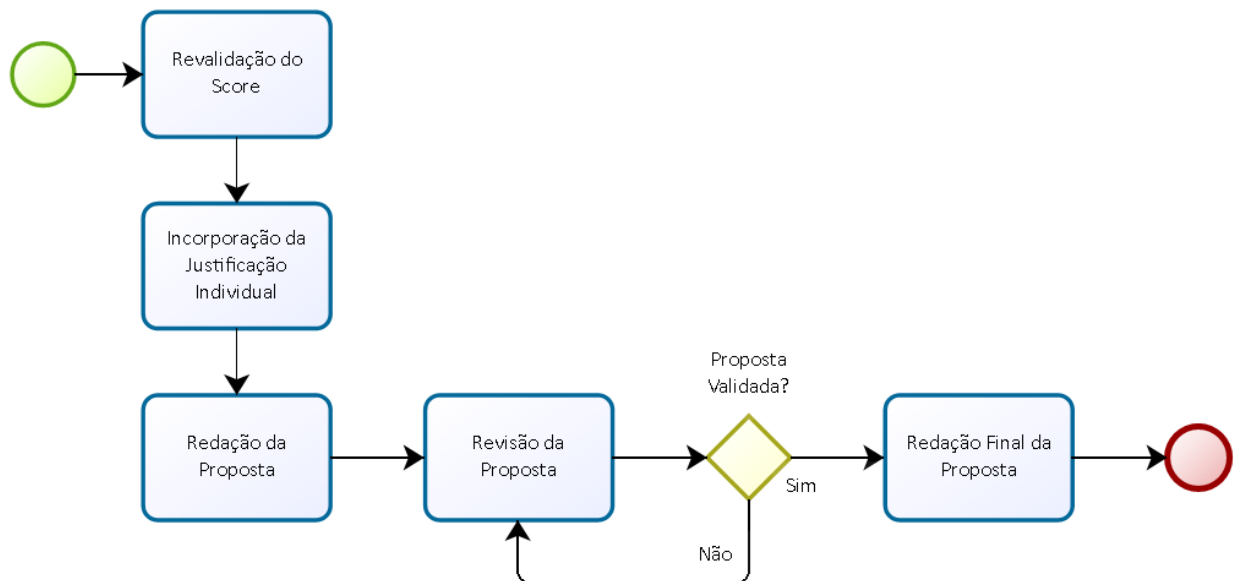 Revalidação do
Score
Incorporação da
Justificação
Individual
Redação da
Proposta
Revisão da
Proposta
Proposta
Validada?
Sim
Não
Redação Final da
Proposta